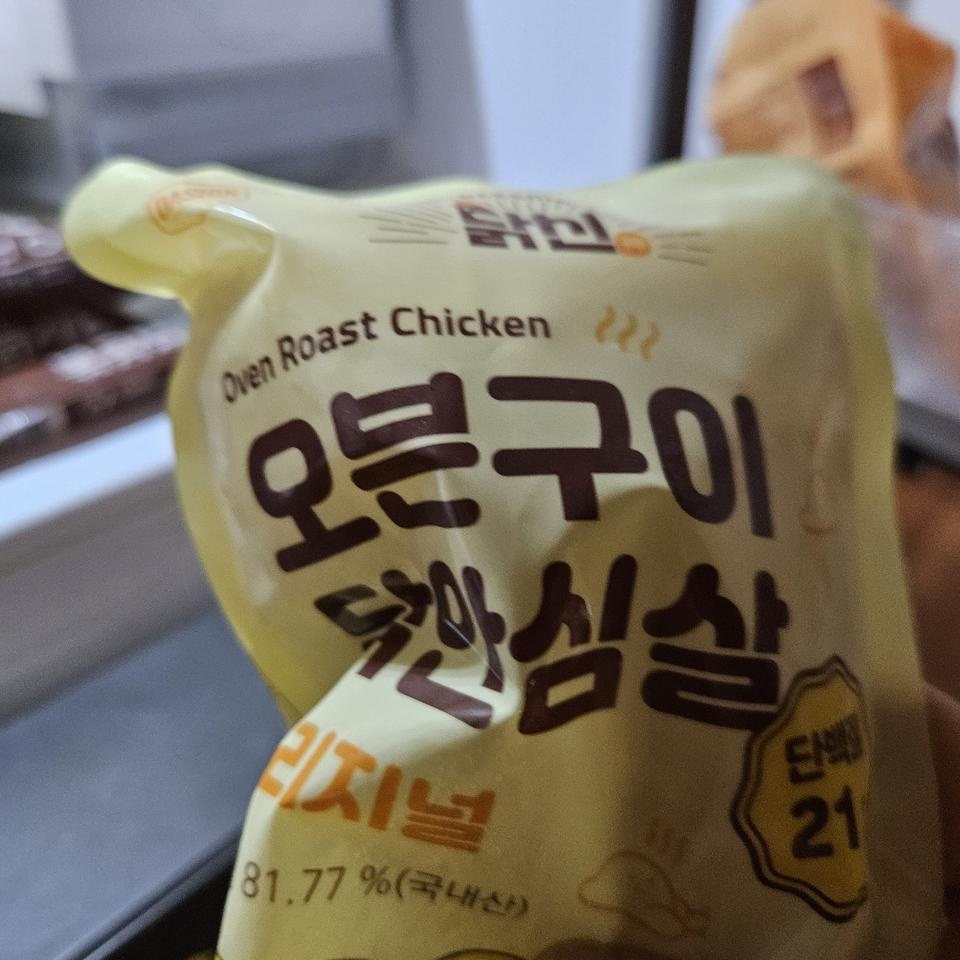 닭신
Oven Roast Chicken
오븐구이
닭안심살
리지널
81.77 %(국내산)
단백질
21